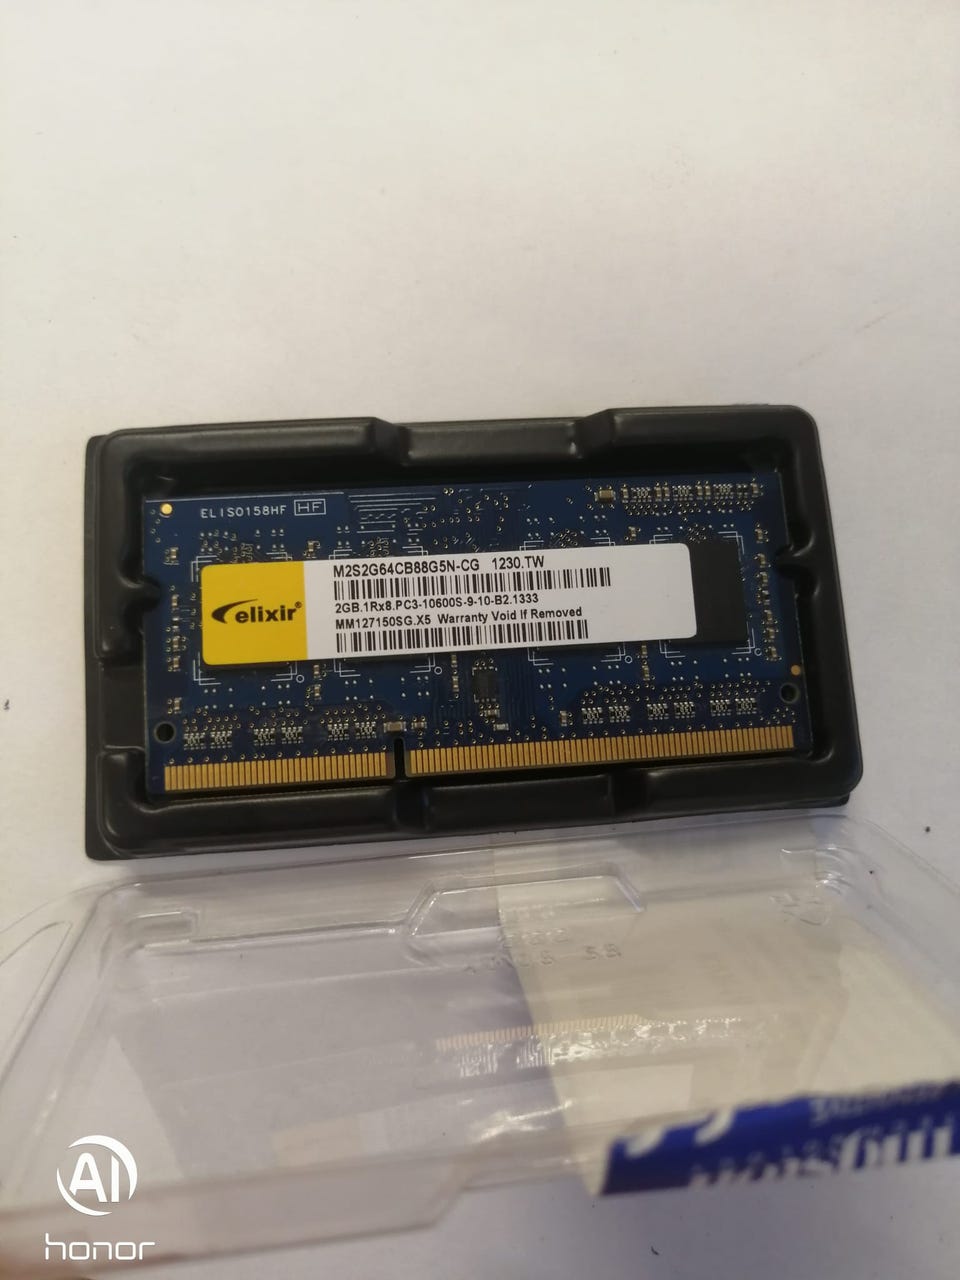 ELIS0158HF HF
elixir®
M2S2G64CB88G5N-CG 1230.TW
2GB.1Rx8.PC3-10600S-9-10-B2.1333
MM127150SG.X5 Warranty Void If Removed
AI
honor